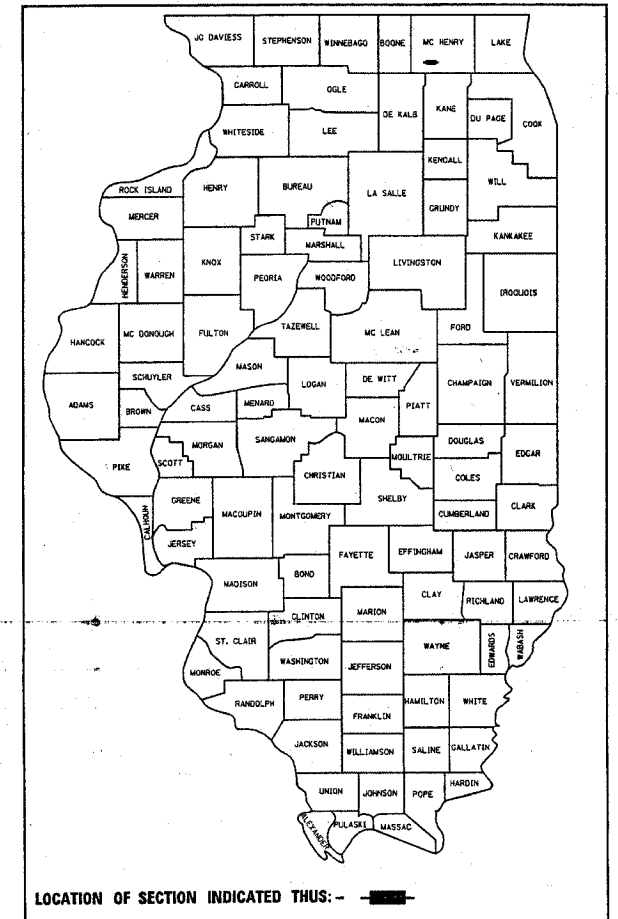 JO DAVIESS
STEPHENSON
WINNEBAGO
BOONE
MC HENRY
LAKE
CARROLL
OGLE
DE KALB
KANE
DU PAGE
COOK
WHITESIDE
LEE
KENDALL
WILL
ROCK ISLAND
HENRY
BUREAU
LA SALLE
GRUNDY
MERCER
PUTNAM
KANKAKEE
STARK
MARSHALL
HENDERSON
WARREN
KNOX
PEORIA
WOODFORD
LIVINGSTON
IROQUOIS
HANCOCK
MC DONOUGH
FULTON
TAZEWELL
MC LEAN
FORD
MASON
SCHUYLER
LOGAN
DE WITT
CHAMPAIGN
VERMILION
ADAMS
BROWN
CASS
MENARD
PIATT
MACON
MORGAN
SANGAMON
DOUGLAS
PIKE
SCOTT
CHRISTIAN
MOULTRIE
EDGAR
COLES
GREENE
MACOUPIN
MONTGOMERY
SHELBY
CLARK
CUMBERLAND
CALHOUN
JERSEY
FAYETTE
EFFINGHAM
JASPER
CRAWFORD
MADISON
BOND
CLAY
RICHLAND
LAWRENCE
CLINTON
MARION
ST. CLAIR
WAYNE
EDWARDS
WABASH
WASHINGTON
JEFFERSON
MONROE
RANDOLPH
PERRY
HAMILTON
WHITE
FRANKLIN
JACKSON
WILLIAMSON
SALINE
GALLATIN
UNION
JOHNSON
POPE
HARDIN
ALEXANDER
PULASKI
MASSAC
LOCATION OF SECTION INDICATED THUS:-